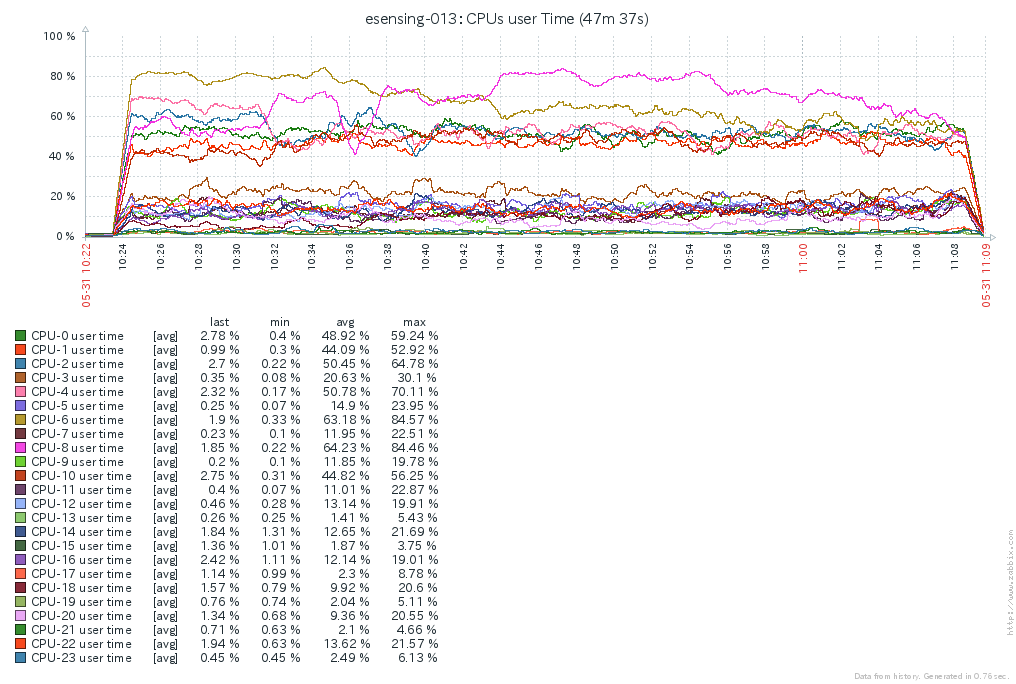 esensing-013: CPUs user Time (47m 37s)
100 %
80 %
60 %
40 %
20 %
0 %
05-31 10:22
10:24
10:26
10:28
10:30
10:32
10:34
10:36
10:38
10:40
10:42
10:44
10:46
10:48
10:50
10:52
10:54
10:56
10:58
11:00
11:02
11:04
11:06
11:08
05-31 11:09
last min avg max
CPU-0 user time [avg] 2.78 % 0.4 % 48.92 % 59.24 %
CPU-1 user time [avg] 0.99 % 0.3 % 44.09 % 52.92 %
CPU-2 user time [avg] 2.7 % 0.22 % 50.45 % 64.78 %
CPU-3 user time [avg] 0.35 % 0.08 % 20.63 % 30.1 %
CPU-4 user time [avg] 2.32 % 0.17 % 50.78 % 70.11 %
CPU-5 user time [avg] 0.25 % 0.07 % 14.9 % 23.95 %
CPU-6 user time [avg] 1.9 % 0.33 % 63.18 % 84.57 %
CPU-7 user time [avg] 0.23 % 0.1 % 11.95 % 22.51 %
CPU-8 user time [avg] 1.85 % 0.22 % 64.23 % 84.46 %
CPU-9 user time [avg] 0.2 % 0.1 % 11.85 % 19.78 %
CPU-10 user time [avg] 2.75 % 0.31 % 44.82 % 56.25 %
CPU-11 user time [avg] 0.4 % 0.07 % 11.01 % 22.87 %
CPU-12 user time [avg] 0.46 % 0.28 % 13.14 % 19.91 %
CPU-13 user time [avg] 0.26 % 0.25 % 1.41 % 5.43 %
CPU-14 user time [avg] 1.84 % 1.31 % 12.65 % 21.69 %
CPU-15 user time [avg] 1.36 % 1.01 % 1.87 % 3.75 %
CPU-16 user time [avg] 2.42 % 1.11 % 12.14 % 19.01 %
CPU-17 user time [avg] 1.14 % 0.99 % 2.3 % 8.78 %
CPU-18 user time [avg] 1.57 % 0.79 % 9.92 % 20.6 %
CPU-19 user time [avg] 0.76 % 0.74 % 2.04 % 5.11 %
CPU-20 user time [avg] 1.34 % 0.68 % 9.36 % 20.55 %
CPU-21 user time [avg] 0.71 % 0.63 % 2.1 % 4.66 %
CPU-22 user time [avg] 1.94 % 0.63 % 13.62 % 21.57 %
CPU-23 user time [avg] 0.45 % 0.45 % 2.49 % 6.13 %
http://www.zabbix.com
Data from history. Generated in 0.76 sec.